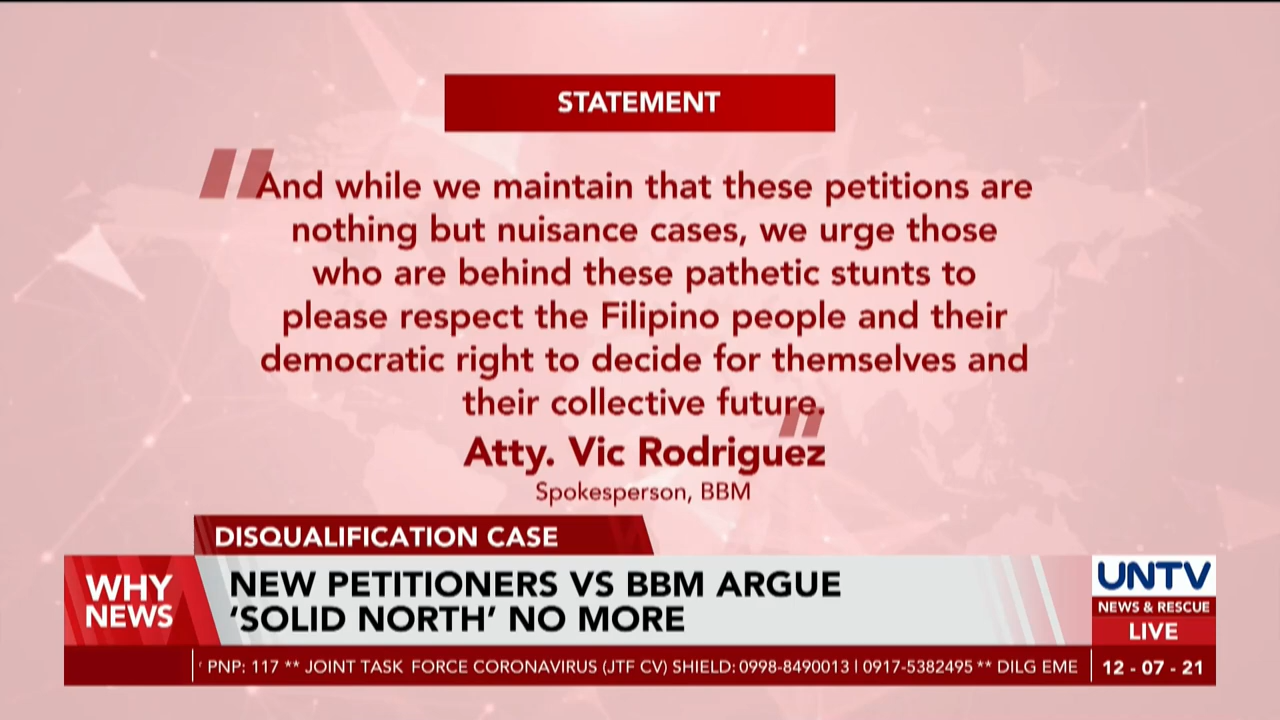 STATEMENT
"And while we maintain that these petitions are
nothing but nuisance cases, we urge those
who are behind these pathetic stunts to
please respect the Filipino people and their
democratic right to decide for themselves and
their collective future."
Atty. Vic Rodriguez
Spokesperson, BBM
DISQUALIFICATION CASE
WHY
NEWS
NEW PETITIONERS VS BBM ARGUE
‘SOLID NORTH’ NO MORE
UNTV
NEWS & RESCUE
LIVE
PNP: 117 ** JOINT TASK FORCE CORONAVIRUS (JTF CV) SHIELD: 0998-8490013 | 0917-5382495 ** DILG EME
12 - 07 - 21